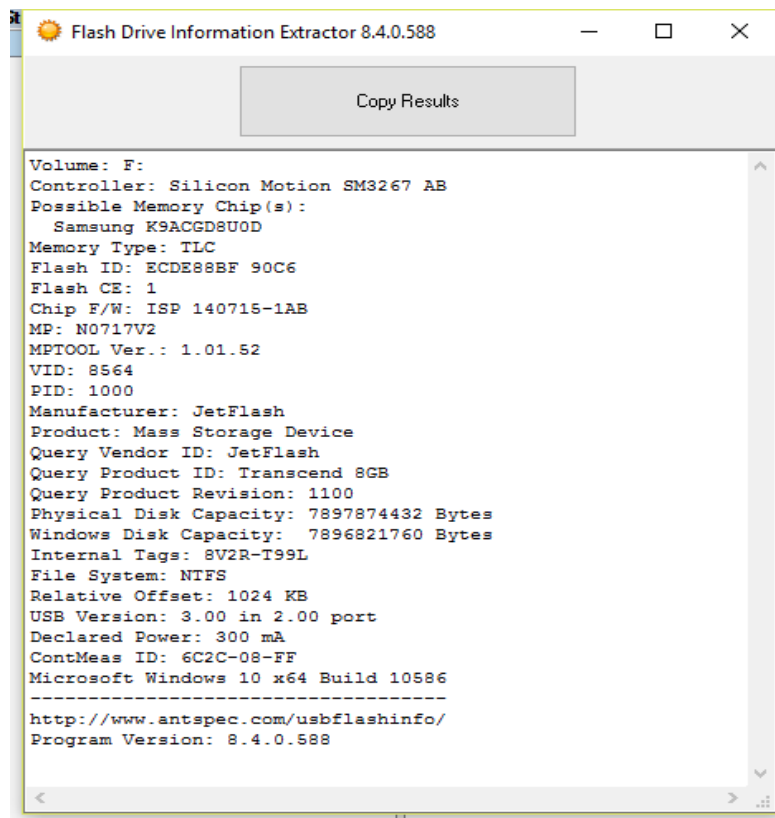 St
Flash Drive Information Extractor 8.4.0.588
Copy Results
Volume: F:
Controller: Silicon Motion SM3267 AB
Possible Memory Chip(s):
  Samsung K9ACGD8U0D
Memory Type: TLC
Flash ID: ECDE88BF 90C6
Flash CE: 1
Chip F/W: ISP 140715-1AB
MP: N0717V2
MPTOOL Ver.: 1.01.52
VID: 8564
PID: 1000
Manufacturer: JetFlash
Product: Mass Storage Device
Query Vendor ID: JetFlash
Query Product ID: Transcend 8GB
Query Product Revision: 1100
Physical Disk Capacity: 7897874432 Bytes
Windows Disk Capacity:  7896821760 Bytes
Internal Tags: 8V2R-T99L
File System: NTFS
Relative Offset: 1024 KB
USB Version: 3.00 in 2.00 port
Declared Power: 300 mA
ContMeas ID: 6C2C-08-FF
Microsoft Windows 10 x64 Build 10586
------------------------------------
http://www.antspec.com/usbflashinfo/
Program Version: 8.4.0.588